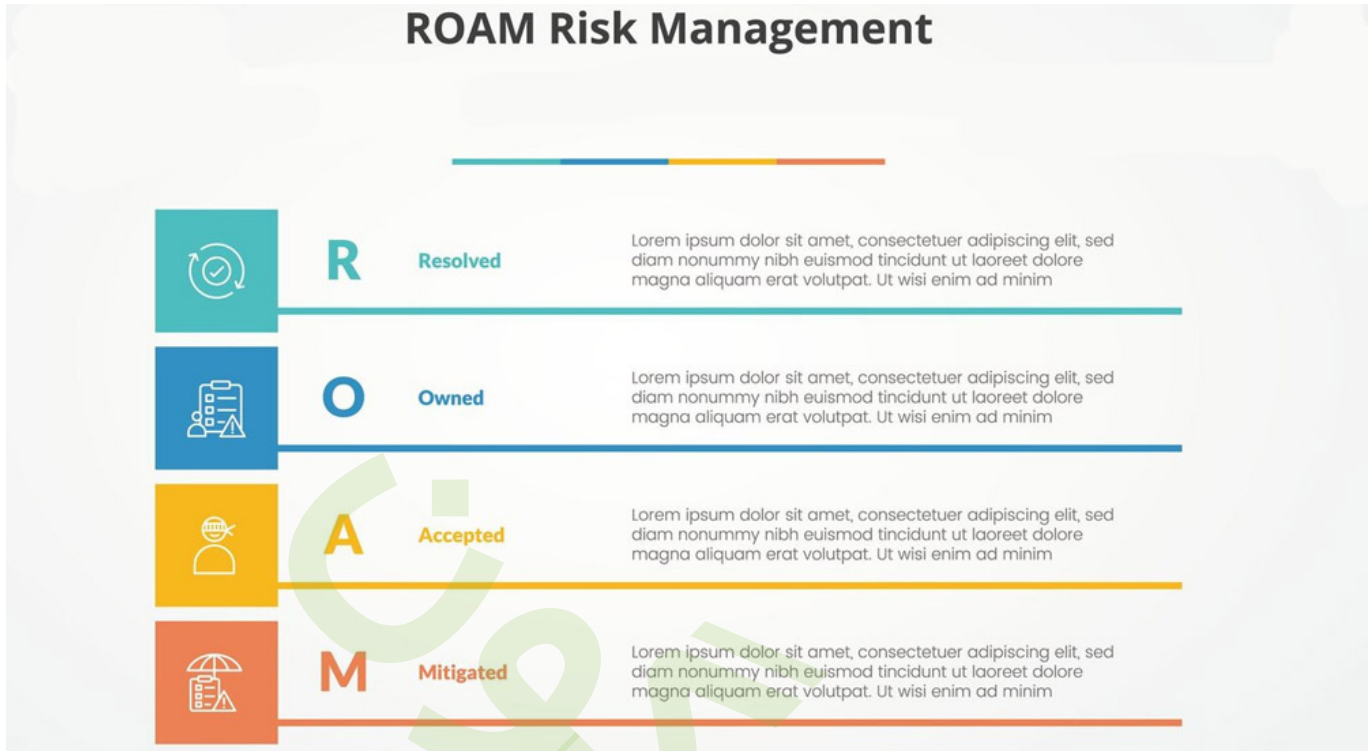 ROAM Risk Management
R Resolved
Lorem ipsum dolor sit amet, consectetuer adipiscing elit, sed
diam nonummy nibh euismod tincidunt ut laoreet dolore
magna aliquam erat volutpat. Ut wisi enim ad minim
O Owned
Lorem ipsum dolor sit amet, consectetuer adipiscing elit, sed
diam nonummy nibh euismod tincidunt ut laoreet dolore
magna aliquam erat volutpat. Ut wisi enim ad minim
A Accepted
Lorem ipsum dolor sit amet, consectetuer adipiscing elit, sed
diam nonummy nibh euismod tincidunt ut laoreet dolore
magna aliquam erat volutpat. Ut wisi enim ad minim
M Mitigated
Lorem ipsum dolor sit amet, consectetuer adipiscing elit, sed
diam nonummy nibh euismod tincidunt ut laoreet dolore
magna aliquam erat volutpat. Ut wisi enim ad minim